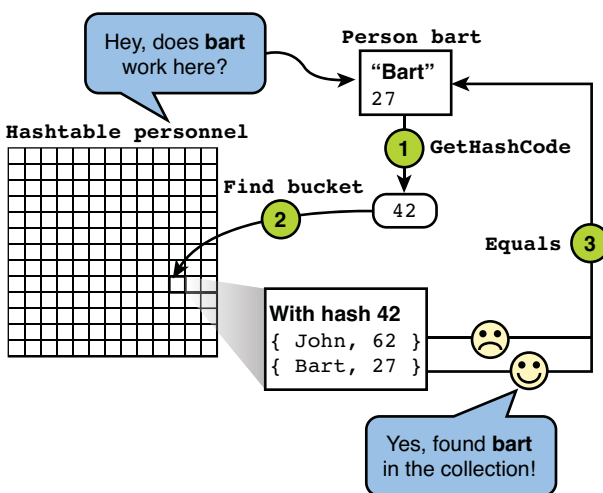 Hey, does bart
work here?
Person bart
“Bart”
27
Hashtable personnel
1
GetHashCode
Find bucket
2
42
Equals
3
With hash 42
{ John, 62 }
{ Bart, 27 }
Yes, found bart
in the collection!